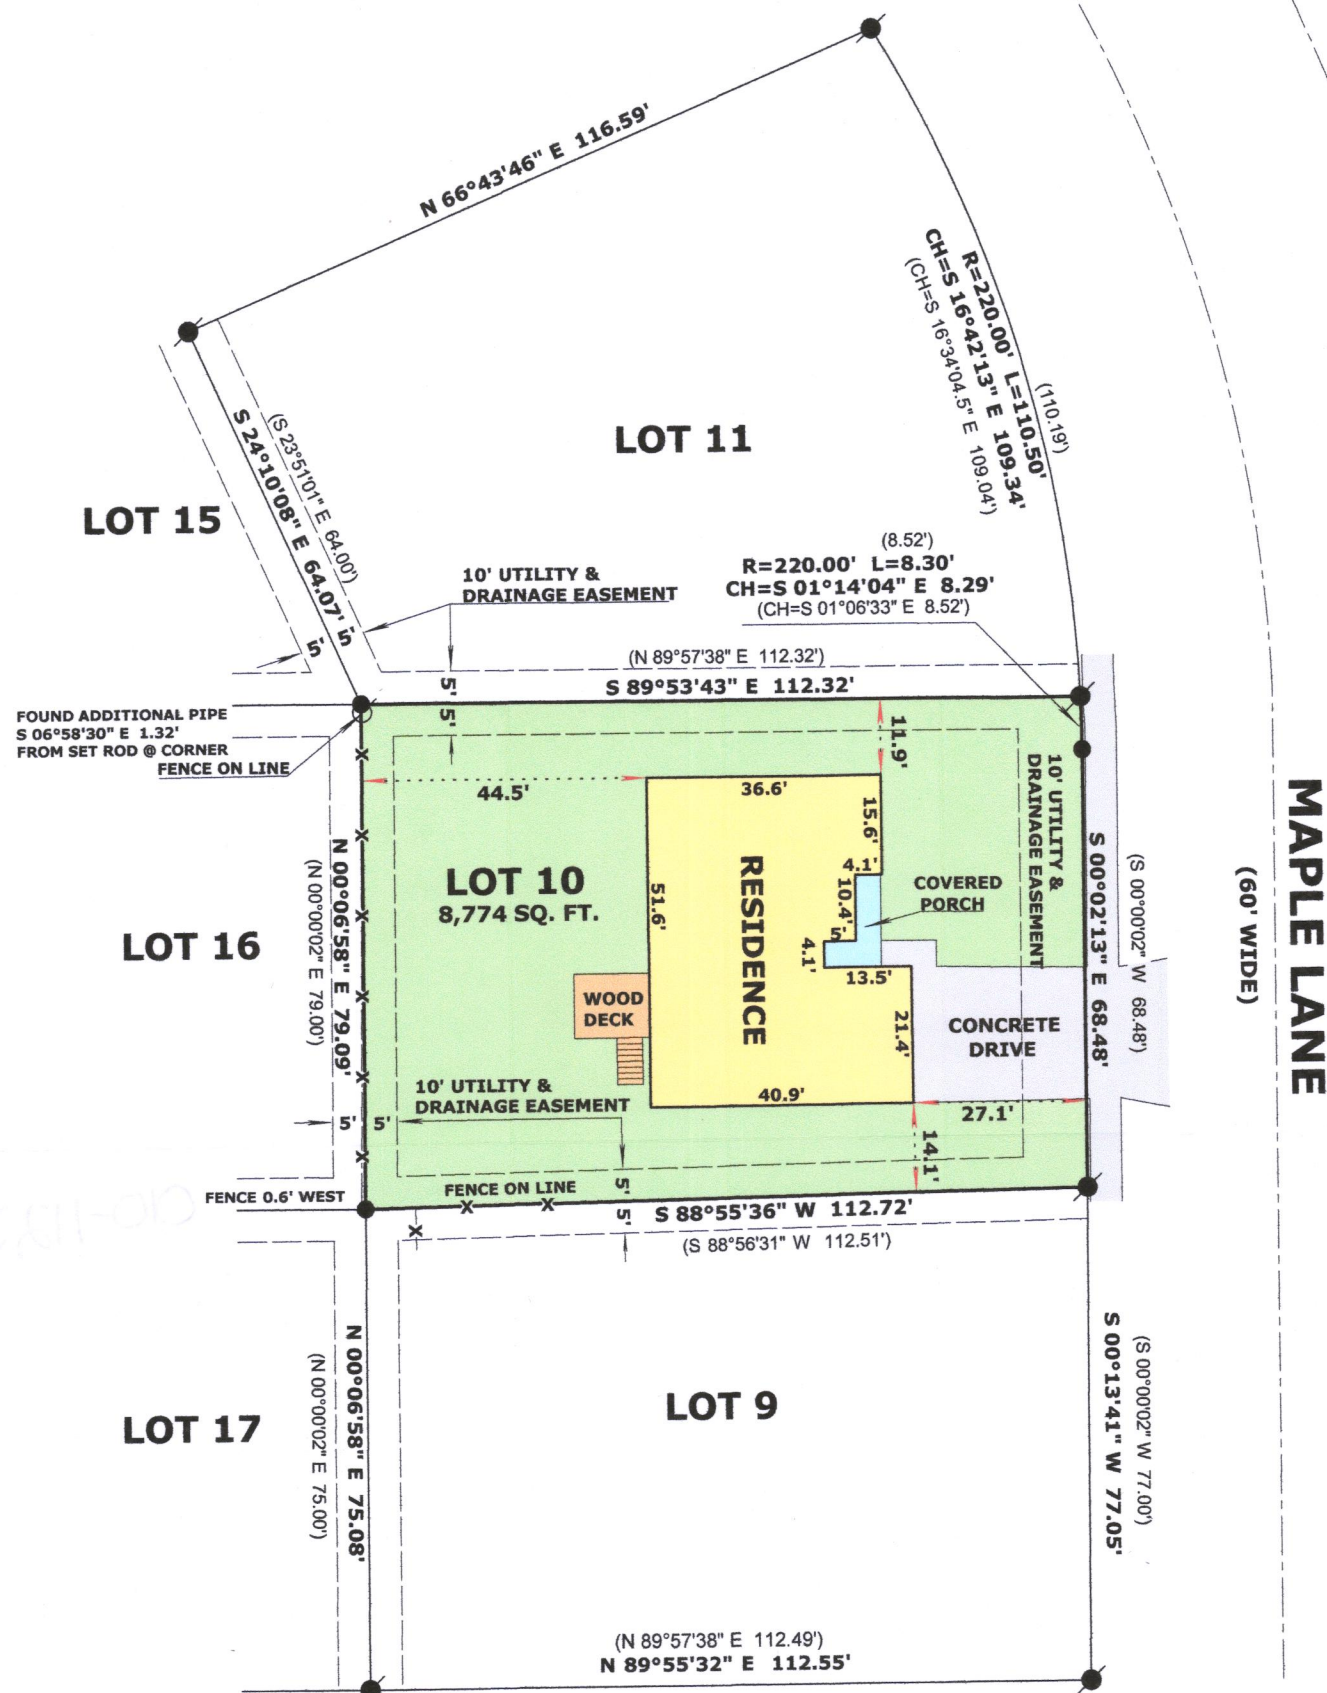 N 66°43'46" E 116.59'
R=220.00' L=110.50'
CH=S 16°42'13" E 109.34'
(CH=S 16°34'04.5" E 109.04')
(110.19')
LOT 11
LOT 15
(S 23°51'01" E 64.00')
S 24°10'08" E 64.07'
5'
5'
10' UTILITY &
DRAINAGE EASEMENT
(8.52')
R=220.00' L=8.30'
CH=S 01°14'04" E 8.29'
(CH=S 01°06'33" E 8.52')
(N 89°57'38" E 112.32')
S 89°53'43" E 112.32'
5'
5'
FOUND ADDITIONAL PIPE
S 06°58'30" E 1.32'
FROM SET ROD @ CORNER
FENCE ON LINE
11.9'
10' UTILITY &
DRAINAGE EASEMENT
44.5'
36.6'
15.6'
4.1'
10.4'
5'
4.1'
13.5'
COVERED
PORCH
LOT 10
8,774 SQ. FT.
51.6'
RESIDENCE
LOT 16
N 00°06'58" E 79.09'
(N 00°00'02" E 79.00')
WOOD
DECK
21.4'
CONCRETE
DRIVE
S 00°02'13" E 68.48'
(S 00°00'02" W 68.48')
MAPLE LANE
(60' WIDE)
10' UTILITY &
DRAINAGE EASEMENT
40.9'
27.1'
14.1'
5'
5'
FENCE 0.6' WEST
FENCE ON LINE
5'
5'
S 88°55'36" W 112.72'
(S 88°56'31" W 112.51')
X
X
X
X
X
X
X
X
X
LOT 17
N 00°06'58" E 75.08'
(N 00°00'02" E 75.00')
LOT 9
S 00°13'41" W 77.05'
(S 00°00'02" W 77.00')
(N 89°57'38" E 112.49')
N 89°55'32" E 112.55'